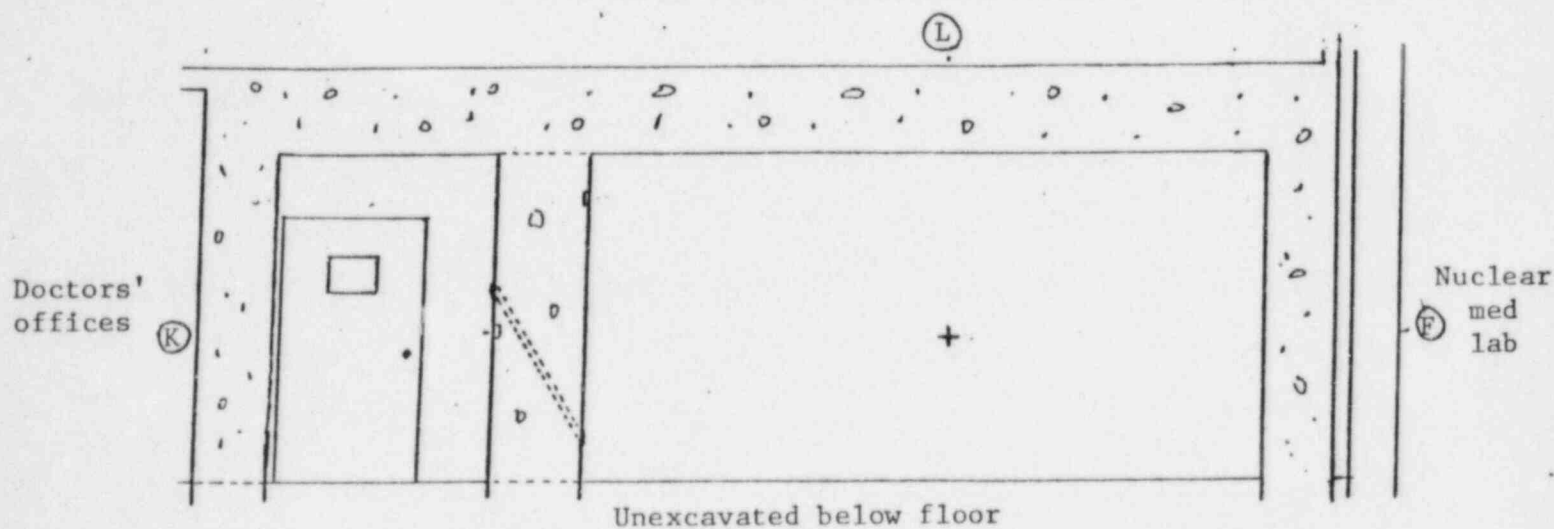 L
Doctors'
offices
K
F
Nuclear
med
lab
Unexcavated below floor